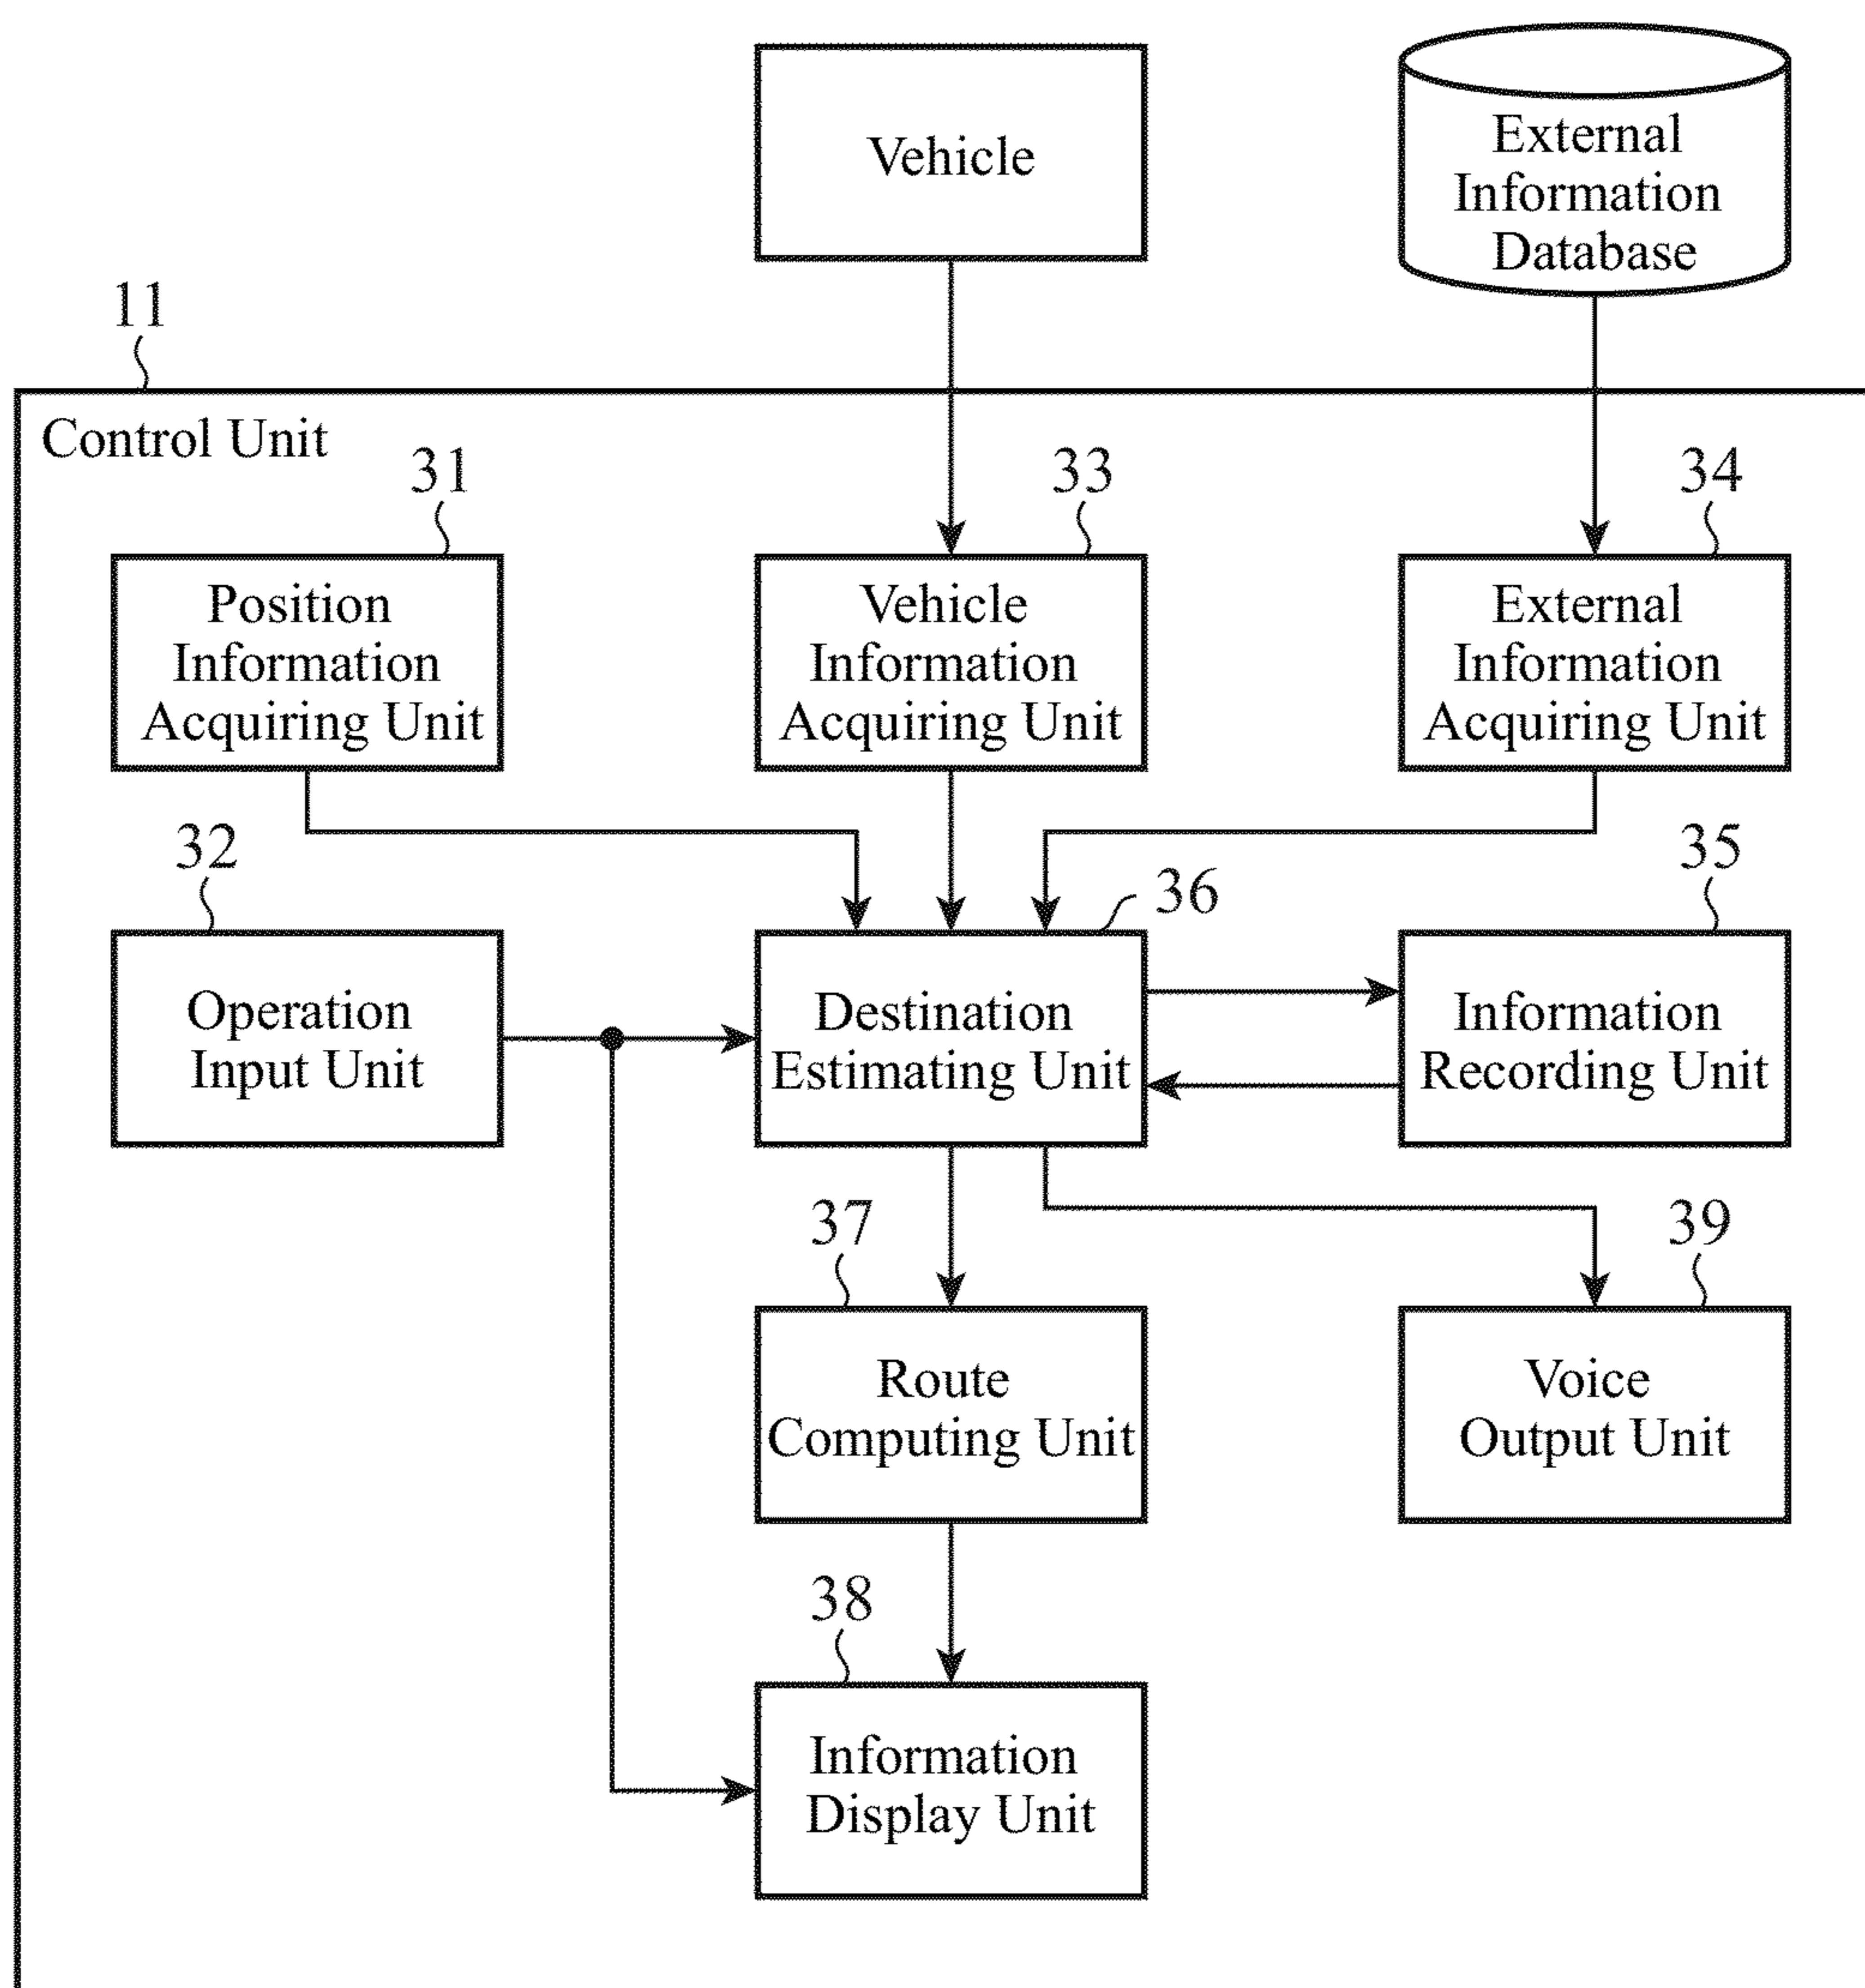 Vehicle
External
Information
Database
11
Control Unit
31
Position
Information
Acquiring Unit
33
Vehicle
Information
Acquiring Unit
34
External
Information
Acquiring Unit
32
Operation
Input Unit
36
Destination
Estimating Unit
35
Information
Recording Unit
37
Route
Computing Unit
39
Voice
Output Unit
38
Information
Display Unit